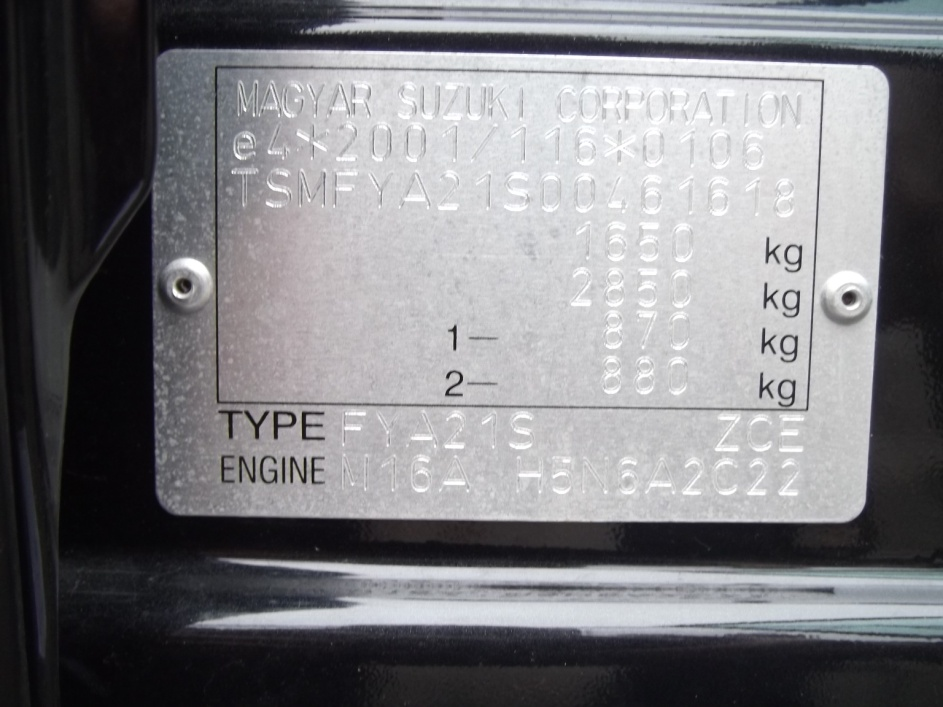 MAGYAR SUZUKI CORPORATION
e4*2001/116*0106
TSMFYA21S00461618
1650 kg
2850 kg
1— 870 kg
2— 880 kg
TYPE FYA21S ZCE
ENGINE M16A H5N6A2C22